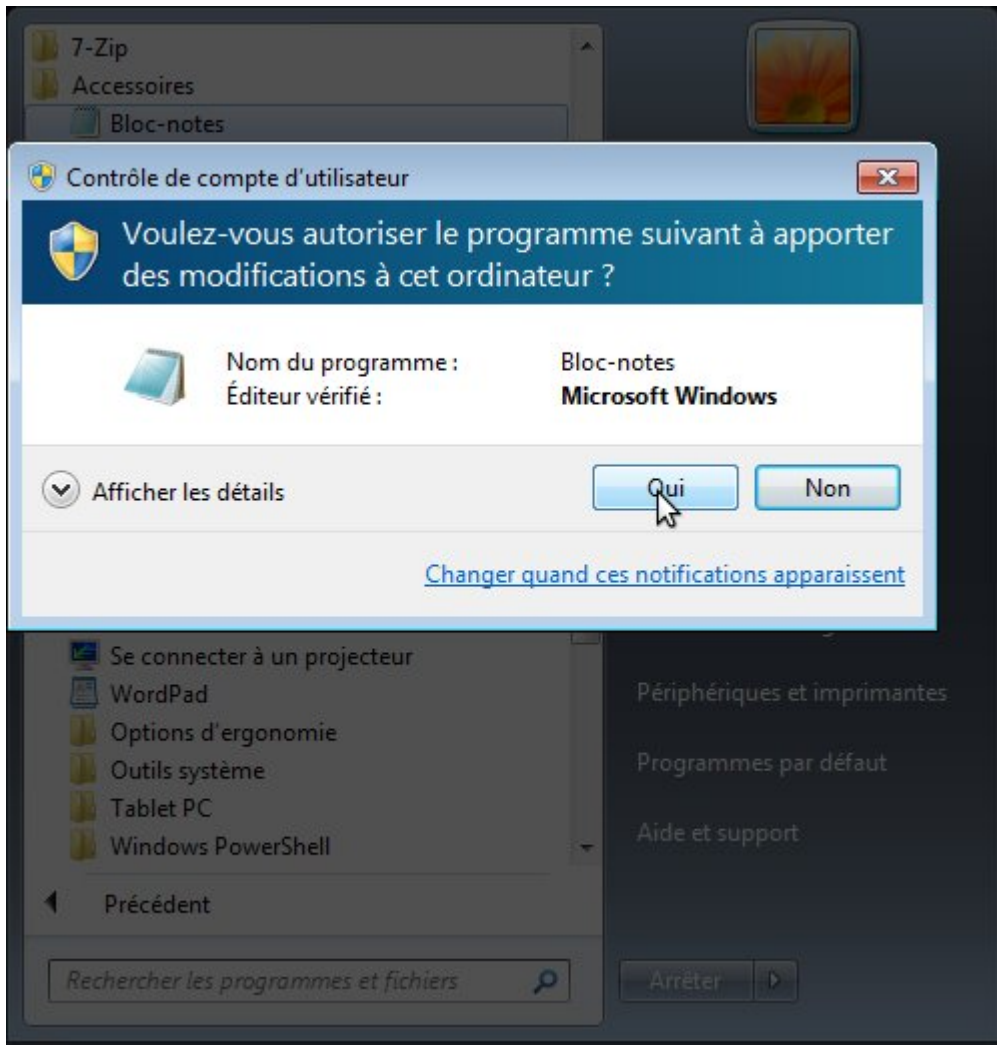 7-Zip
Accessoires
Bloc-notes
Contrôle de compte d'utilisateur
Voulez-vous autoriser le programme suivant à apporter
des modifications à cet ordinateur ?
Nom du programme : Bloc-notes
Éditeur vérifié : Microsoft Windows
Afficher les détails
Oui
Non
Changer quand ces notifications apparaissent
Se connecter à un projecteur
WordPad
Options d'ergonomie
Outils système
Tablet PC
Windows PowerShell
Précédent
Rechercher les programmes et fichiers
Périphériques et imprimantes
Programmes par défaut
Aide et support
Arrêter